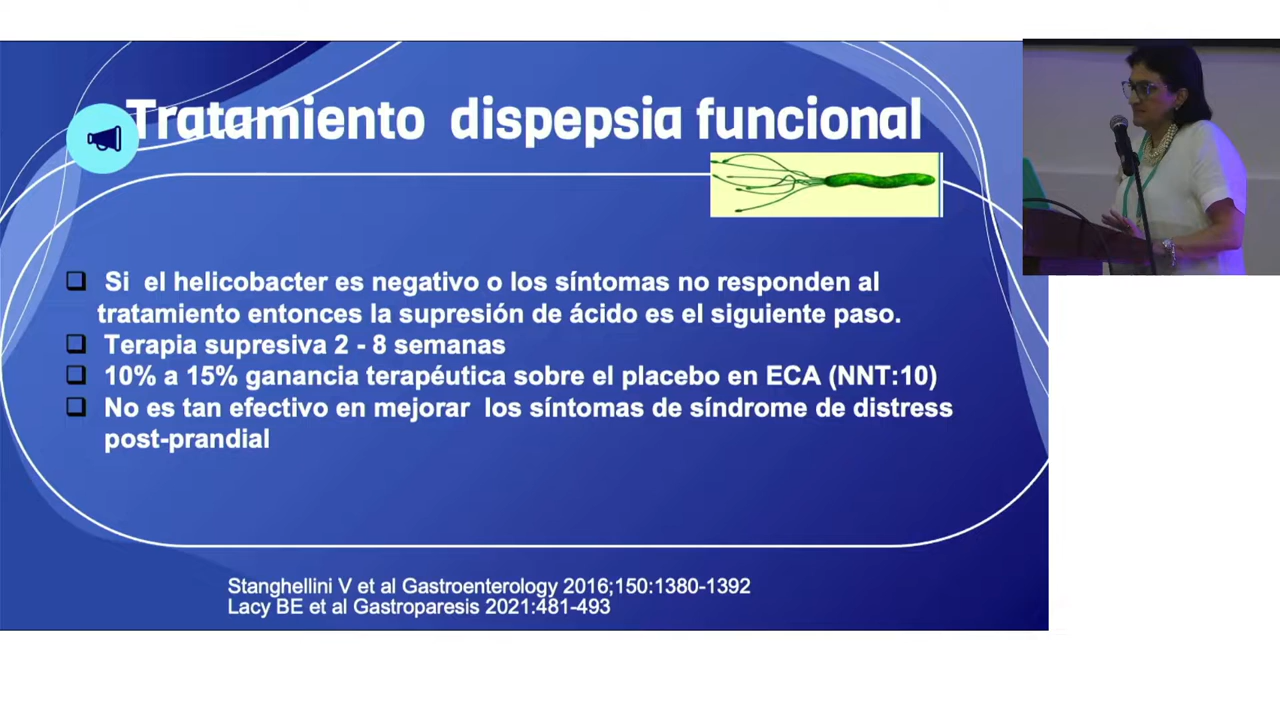 Tratamiento dispepsia funcional
Si el helicobacter es negativo o los síntomas no responden al
tratamiento entonces la supresión de ácido es el siguiente paso.
Terapia supresiva 2 - 8 semanas
10% a 15% ganancia terapéutica sobre el placebo en ECA (NNT:10)
No es tan efectivo en mejorar los síntomas de síndrome de distress
post-prandial
Stanghellini V et al Gastroenterology 2016;150:1380-1392
Lacy BE et al Gastroparesis 2021:481-493